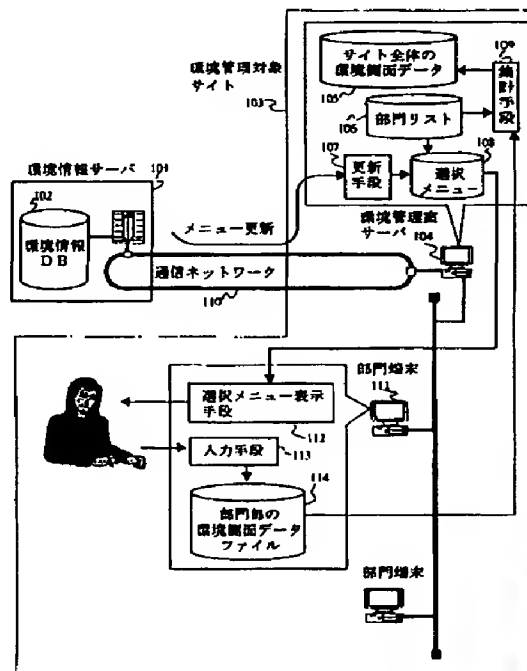 環境管理対象
サイト
103
サイト全体の
環境側面データ
105
109
集計手段
部門リスト
106
107
更新
手段
108
選択
メニュー
環境情報サーバ
101
102
環境情報
DB
メニュー更新
環境管理室
サーバ
104
通信ネットワーク
110
部門端末
111
選択メニュー表示
手段
112
入力手段
113
114
部門部の
環境側面データ
ファイル
部門端末